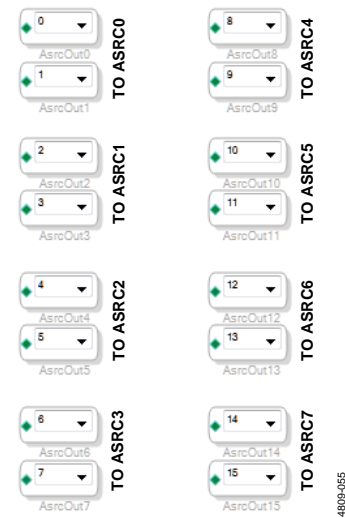 0
AsrcOut0
1
AsrcOut1
TO ASRC0
2
AsrcOut2
3
AsrcOut3
TO ASRC1
4
AsrcOut4
5
AsrcOut5
TO ASRC2
6
AsrcOut6
7
AsrcOut7
TO ASRC3
8
AsrcOut8
9
AsrcOut9
TO ASRC4
10
AsrcOut10
11
AsrcOut11
TO ASRC5
12
AsrcOut12
13
AsrcOut13
TO ASRC6
14
AsrcOut14
15
AsrcOut15
TO ASRC7
4809-055